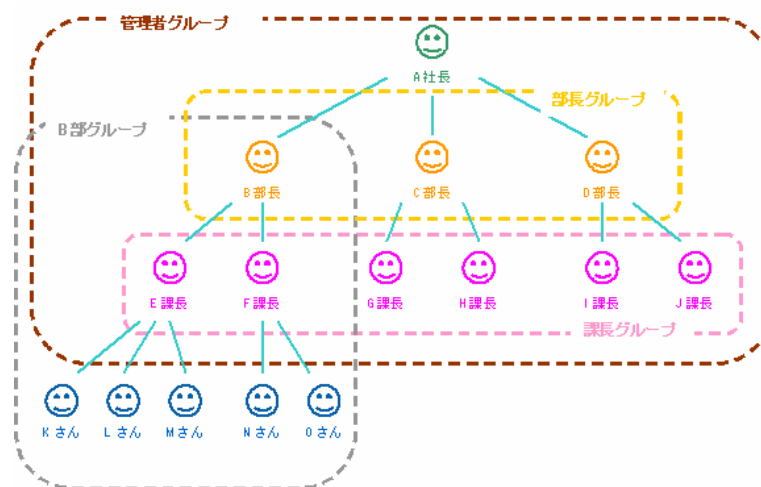 管理者グループ
A社長
部長グループ
B部グループ
B部長
C部長
D部長
E課長
F課長
G課長
H課長
I課長
J課長
課長グループ
Kさん
Lさん
Mさん
Nさん
Oさん